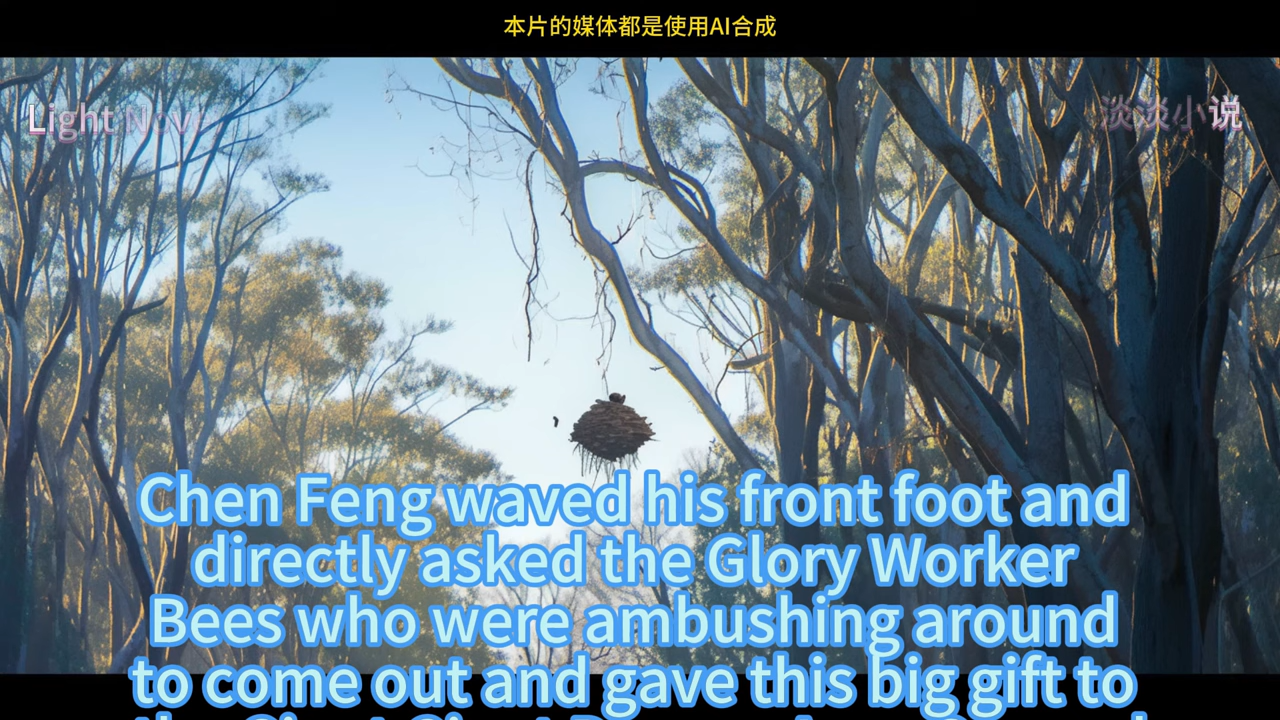 本片的媒体都是使用AI合成
Light Nov
淡淡小说
Chen Feng waved his front foot and
directly asked the Glory Worker
Bees who were ambushing around
to come out and gave this big gift to